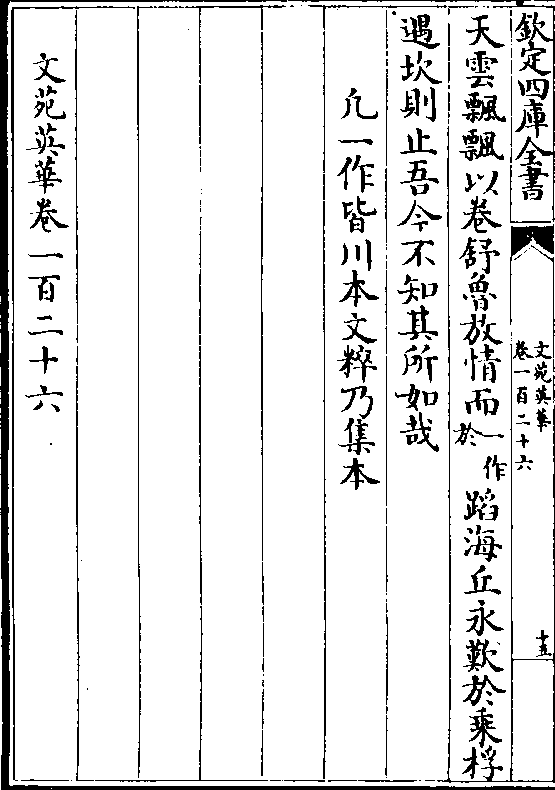 欽定四庫全書
文苑英華
卷一百二十六
十五
天雲飄飄以卷舒魯放情而一作於蹈海丘永歎於乘桴
遇坎則止吾今不知其所如哉
凡一作皆川本文粹乃集本
文苑英華卷一百二十六